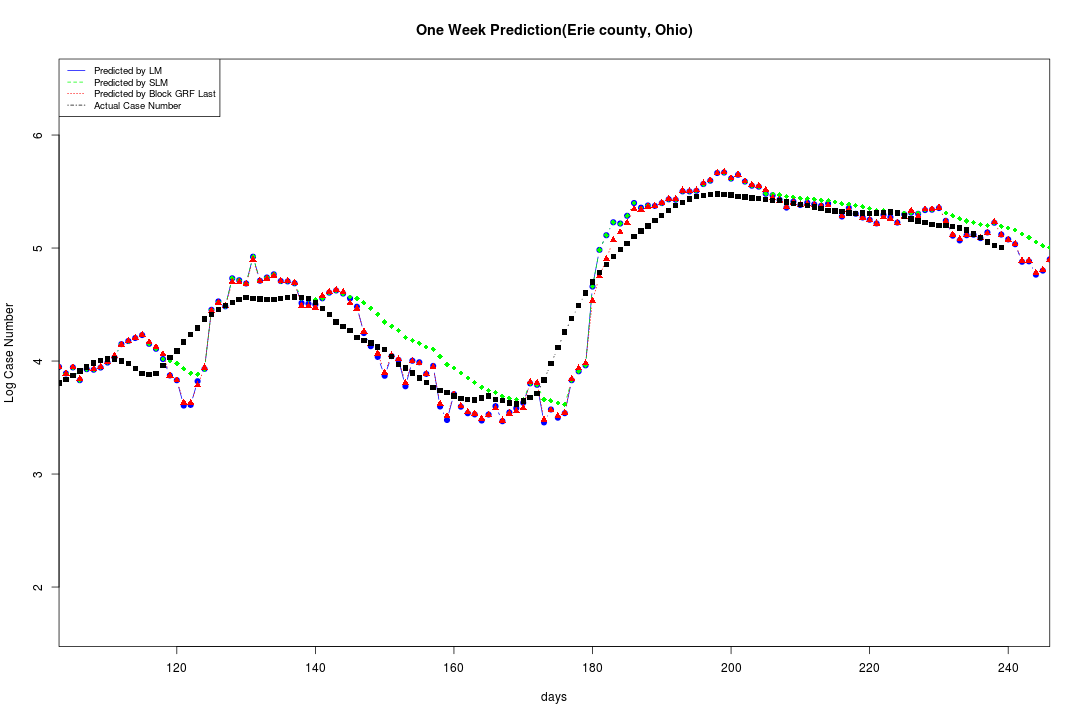 One Week Prediction(Erie county, Ohio)
Predicted by LM
Predicted by SLM
Predicted by Block GRF Last
Actual Case Number
Log Case Number
6
5
4
3
2
120 140 160 180 200 220 240
days